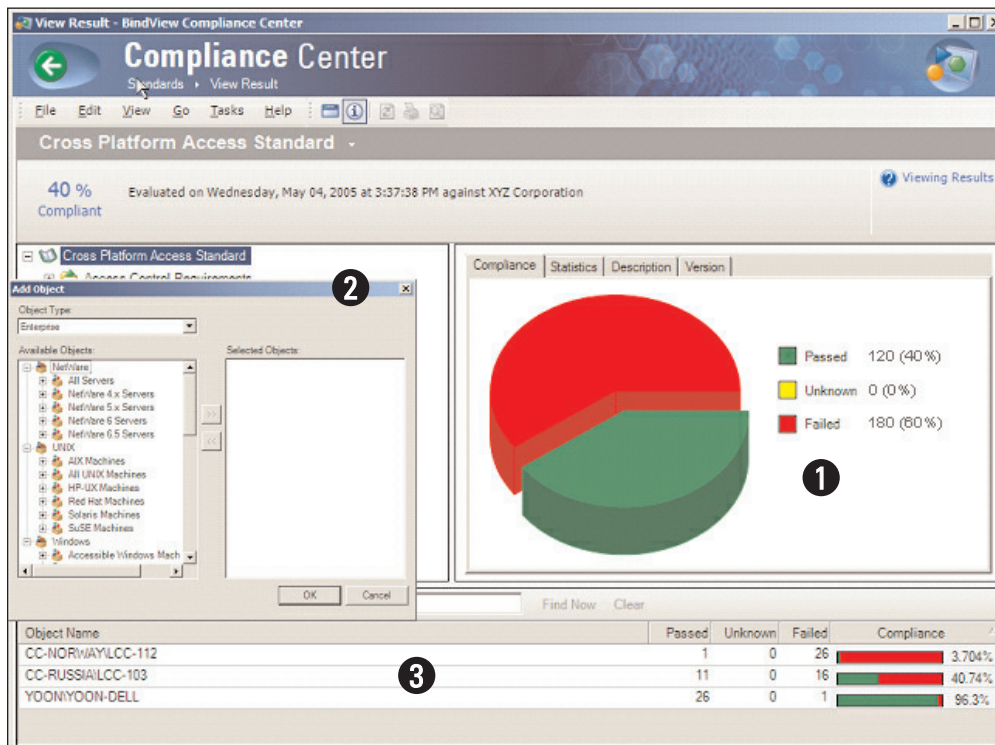 View Result - BindView Compliance Center
Compliance Center
Standards ▸ View Result
File Edit View Go Tasks Help
Cross Platform Access Standard
40 %
Compliant
Evaluated on Wednesday, May 04, 2005 at 3:37:38 PM against XYZ Corporation
Viewing Results
Cross Platform Access Standard
Access Control Requirements
Add Object
2
Object Type:
Enterprise
Available Objects:
Selected Objects:
NetWare
All Servers
NetWare 4.x Servers
NetWare 5.x Servers
NetWare 6 Servers
NetWare 6.5 Servers
UNIX
AIX Machines
All UNIX Machines
HP-UX Machines
Red Hat Machines
Solaris Machines
SuSE Machines
Windows
Accessible Windows Mach
>>
<<
OK Cancel
Compliance Statistics Description Version
Passed 120 (40%)
Unknown 0 (0%)
Failed 180 (60%)
1
Find Now Clear
Object Name Passed Unknown Failed Compliance
CC-NORWAY\LCC-112 1 0 26 3.704%
CC-RUSSIA\LCC-103 11 0 16 40.74%
YOON\YOON-DELL 26 0 1 96.3%
3